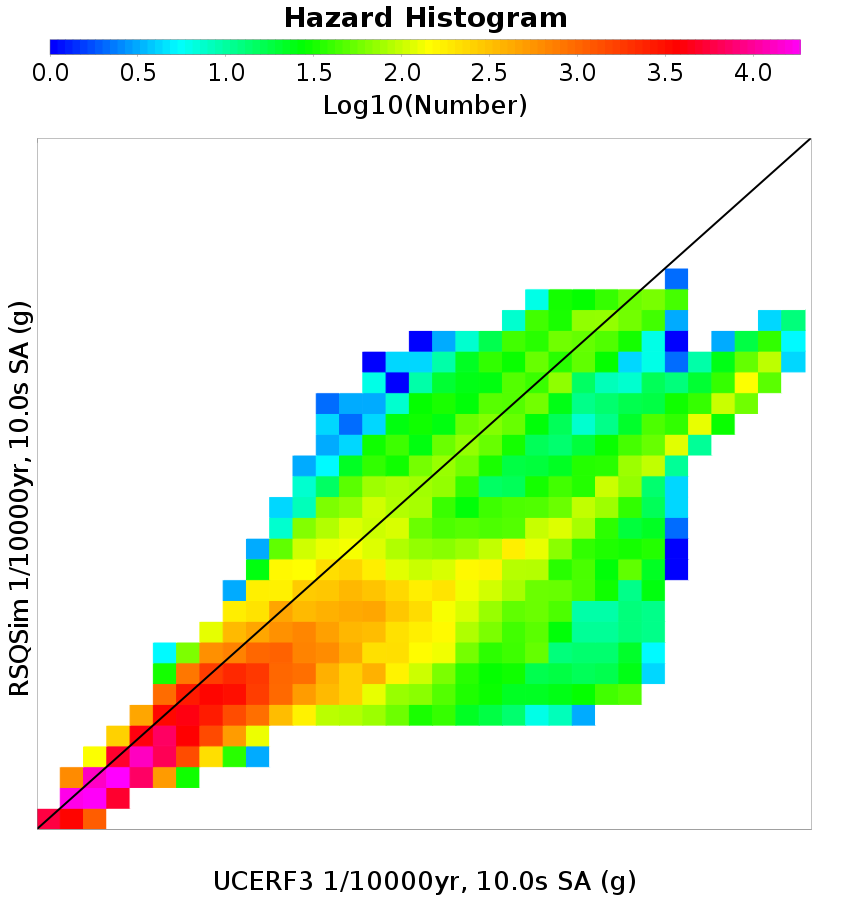 Hazard Histogram
0.0 0.5 1.0 1.5 2.0 2.5 3.0 3.5 4.0
Log10(Number)
RSQSim 1/10000yr, 10.0s SA (g)
UCERF3 1/10000yr, 10.0s SA (g)